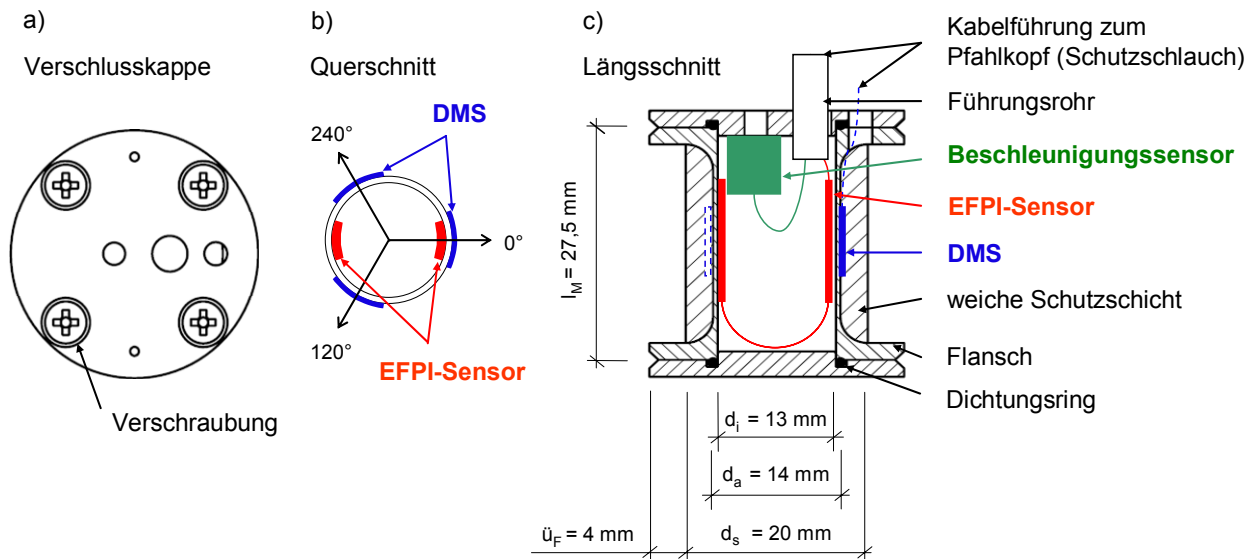 a)
Verschlusskappe
Verschraubung
b)
Querschnitt
DMS
240°
0°
120°
EFPI-Sensor
c)
Längsschnitt
Kabelführung zum
Pfahlkopf (Schutzschlauch)
Führungsrohr
Beschleunigungssensor
EFPI-Sensor
DMS
weiche Schutzschicht
Flansch
Dichtungsring
l_M = 27,5 mm
d_i = 13 mm
d_a = 14 mm
ü_F = 4 mm
d_s = 20 mm